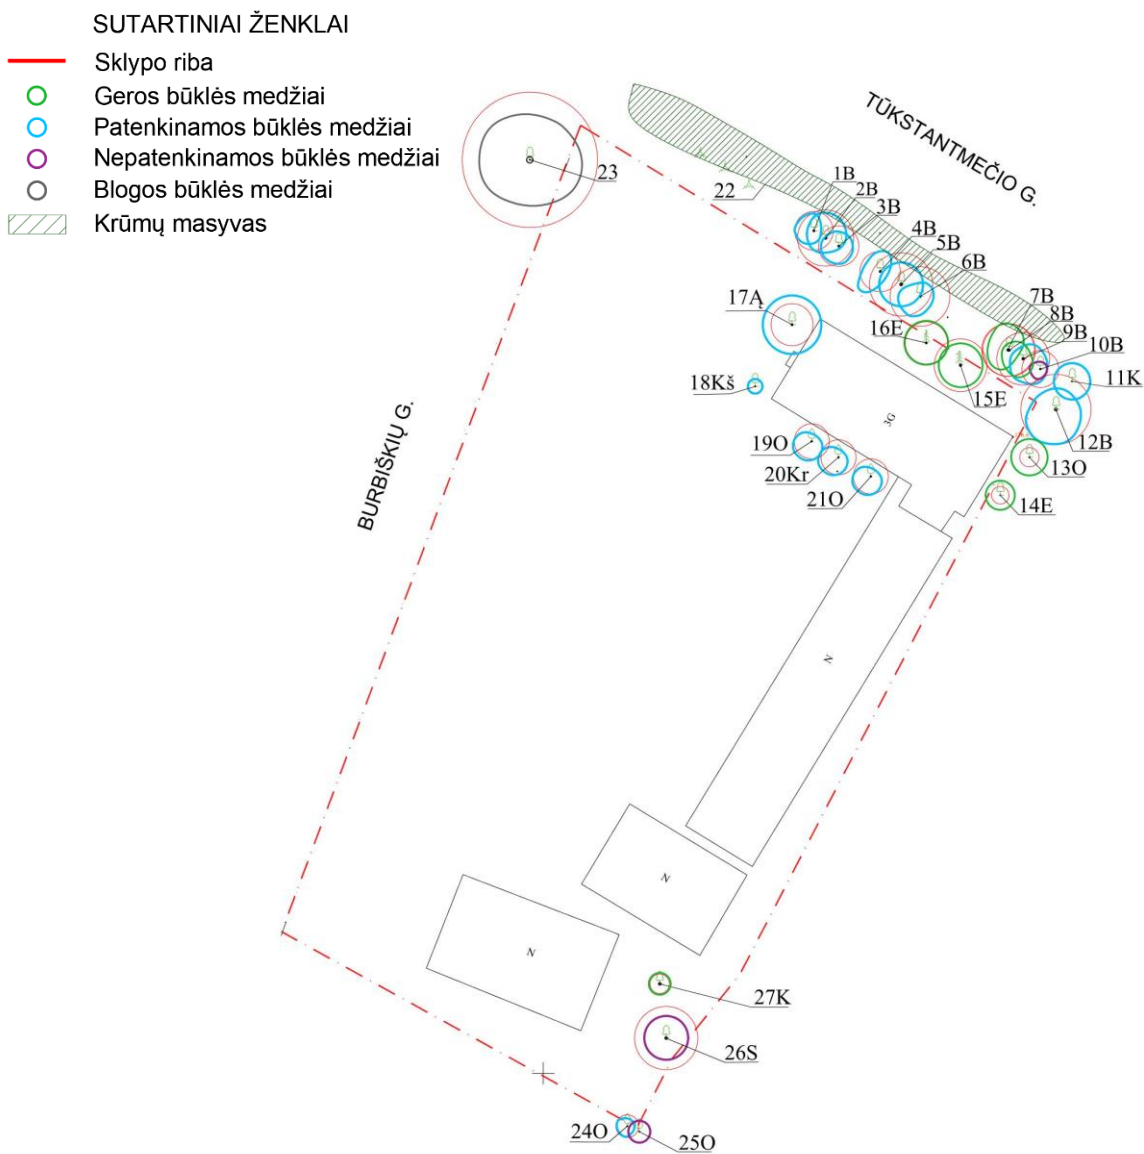 SUTARTINIAI ŽENKLAI
Sklypo riba
Geros būklės medžiai
Patenkinamos būklės medžiai
Nepatenkinamos būklės medžiai
Blogos būklės medžiai
Krūmų masyvas
TŪKSTANTMEČIO G.
BURBIŠKIŲ G.
23
22
1B
2B
3B
4B
5B
6B
7B
8B
9B
10B
11K
12B
13O
14E
15E
16E
17Ą
18Kš
19O
20Kr
21O
3G
N
N
N
27K
26S
24O
25O